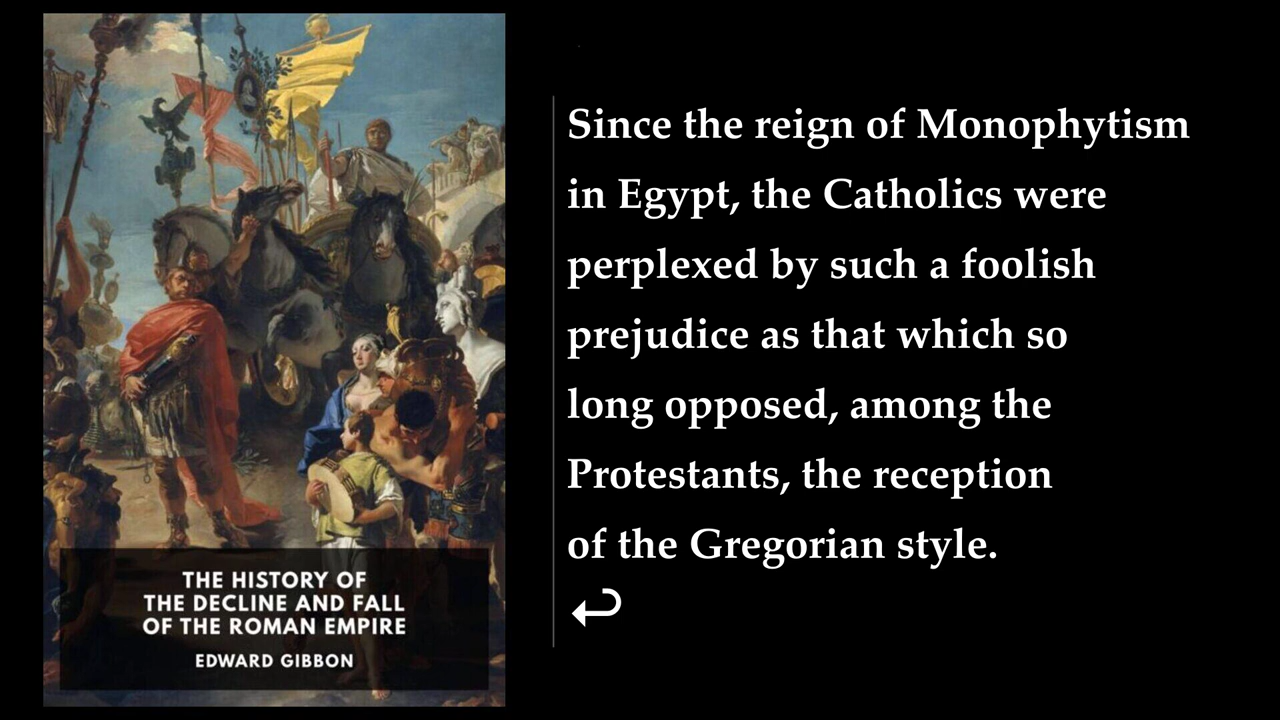 Since the reign of Monophytism
in Egypt, the Catholics were
perplexed by such a foolish
prejudice as that which so
long opposed, among the
Protestants, the reception
of the Gregorian style.
↩
THE HISTORY OF
THE DECLINE AND FALL
OF THE ROMAN EMPIRE
EDWARD GIBBON